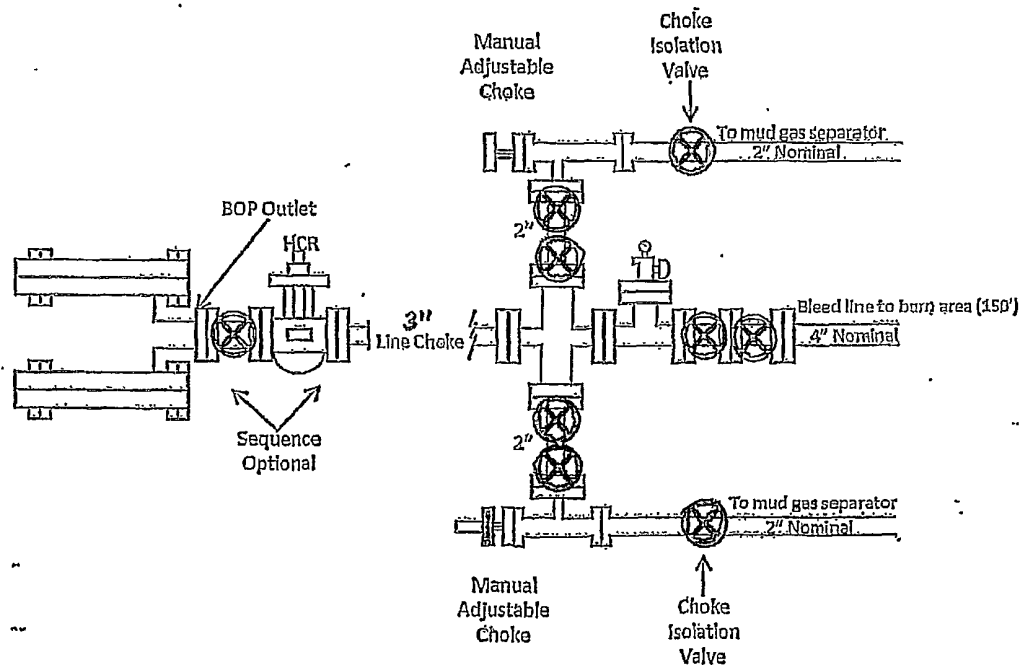 Choke
Isolation
Valve
Manual
Adjustable
Choke
To mud gas separator
2" Nominal
BOP Outlet
HCR
2"
3"
Line Choke
Bleed line to burn area (150')
4" Nominal
Sequence
Optional
2"
To mud gas separator
2" Nominal
Manual
Adjustable
Choke
Choke
Isolation
Valve